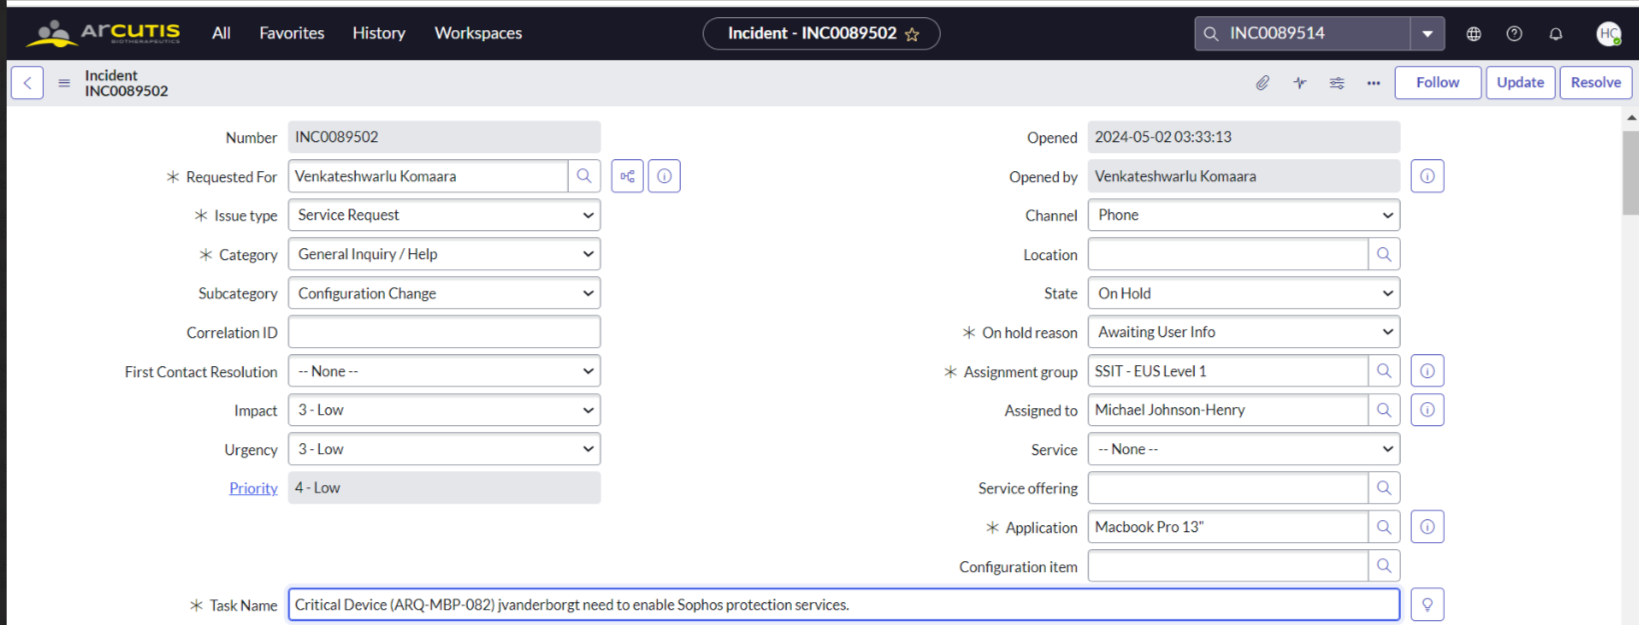 ARCUTIS
BIOTHERAPEUTICS
All Favorites History Workspaces
Incident - INC0089502
INC0089514
HC
Incident
INC0089502
Follow Update Resolve
Number INC0089502
Opened 2024-05-02 03:33:13
Requested For Venkateshwarlu Komaara
Opened by Venkateshwarlu Komaara
Issue type Service Request
Channel Phone
Category General Inquiry / Help
Location
Subcategory Configuration Change
State On Hold
Correlation ID
On hold reason Awaiting User Info
First Contact Resolution -- None --
Assignment group SSIT - EUS Level 1
Impact 3 - Low
Assigned to Michael Johnson-Henry
Urgency 3 - Low
Service -- None --
Priority 4 - Low
Service offering
Application Macbook Pro 13"
Configuration item
Task Name Critical Device (ARQ-MBP-082) jvanderborgt need to enable Sophos protection services.